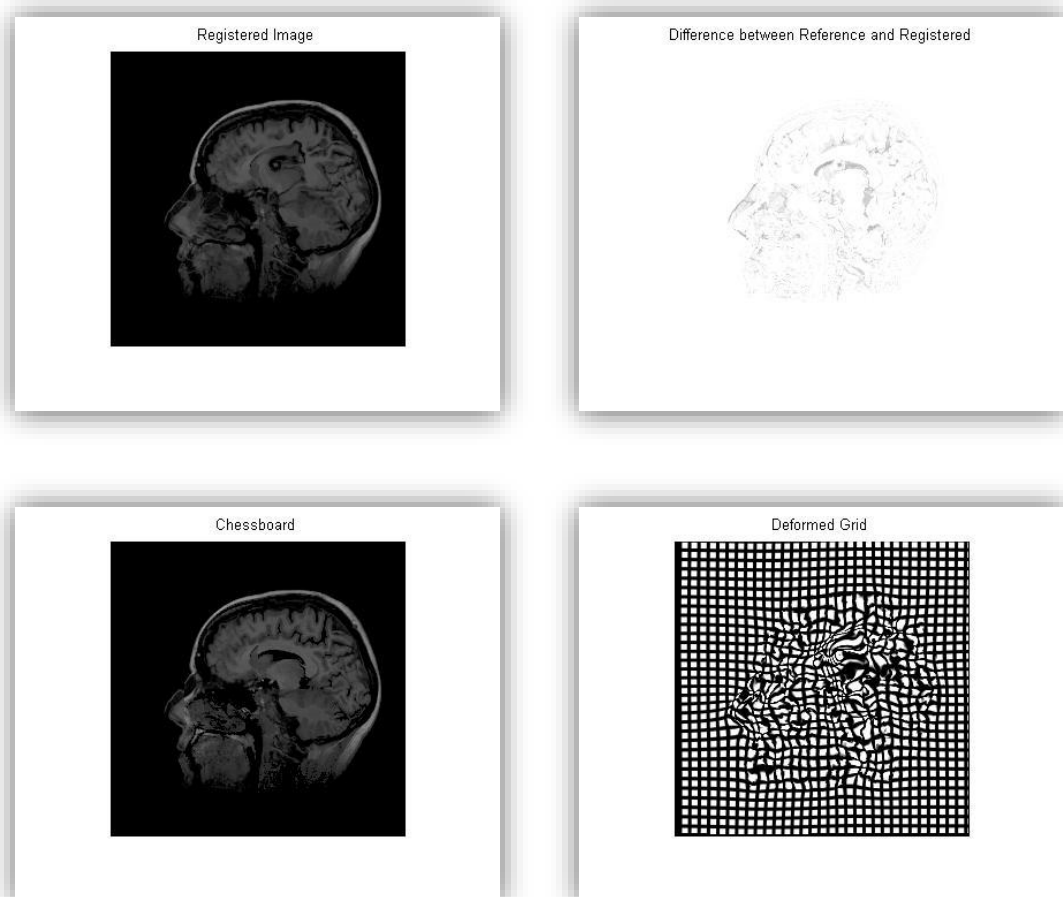 Registered Image
Difference between Reference and Registered
Chessboard
Deformed Grid